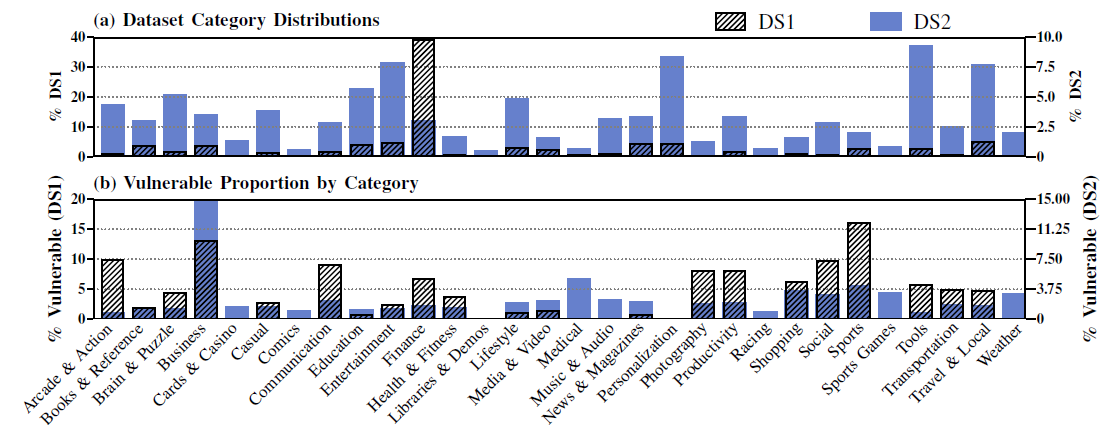 (a) Dataset Category Distributions
DS1
DS2
% DS1
40
30
20
10
0
% DS2
10.0
7.5
5.0
2.5
0
(b) Vulnerable Proportion by Category
% Vulnerable (DS1)
20
15
10
5
0
% Vulnerable (DS2)
15.00
11.25
7.50
3.75
0
Arcade & Action
Books & Reference
Brain & Puzzle
Business
Cards & Casino
Casual
Comics
Communication
Education
Entertainment
Finance
Health & Fitness
Libraries & Demos
Lifestyle
Media & Video
Medical
Music & Audio
News & Magazines
Personalization
Photography
Productivity
Racing
Shopping
Social
Sports
Sports Games
Tools
Transportation
Travel & Local
Weather